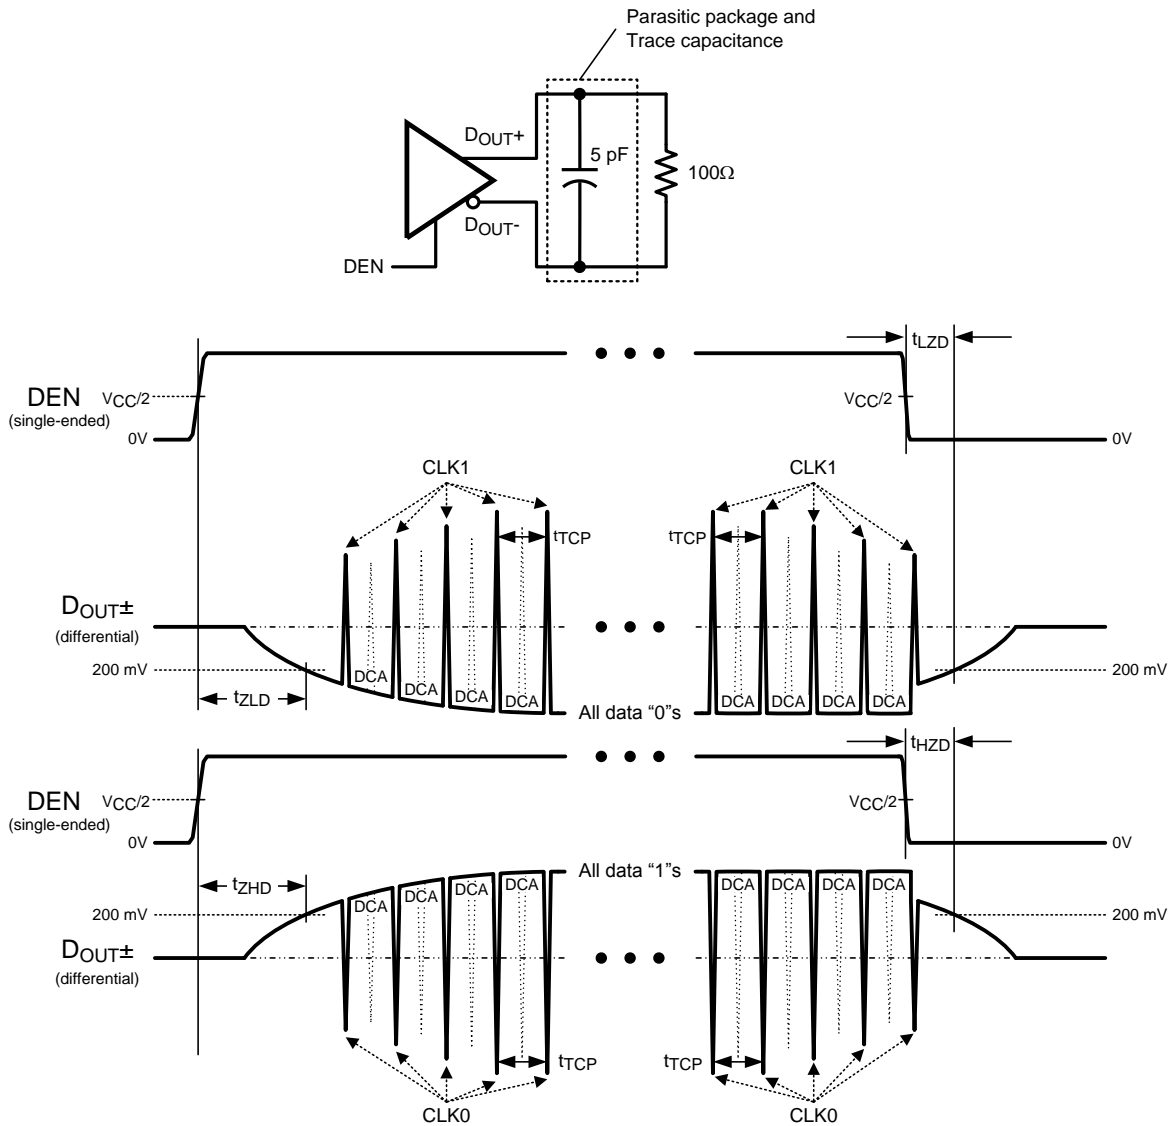 Parasitic package and
Trace capacitance
DOUT+
5 pF
100Ω
DOUT-
DEN
tLZD
DEN
(single-ended)
VCC/2
VCC/2
0V
0V
CLK1
CLK1
tTCP
tTCP
DOUT±
(differential)
200 mV
200 mV
tZLD
DCA
DCA
DCA
DCA
DCA
DCA
DCA
DCA
All data “0”s
tHZD
DEN
(single-ended)
VCC/2
VCC/2
0V
0V
All data “1”s
tZHD
DCA
DCA
DCA
DCA
DCA
DCA
DCA
DCA
200 mV
200 mV
DOUT±
(differential)
tTCP
tTCP
CLK0
CLK0